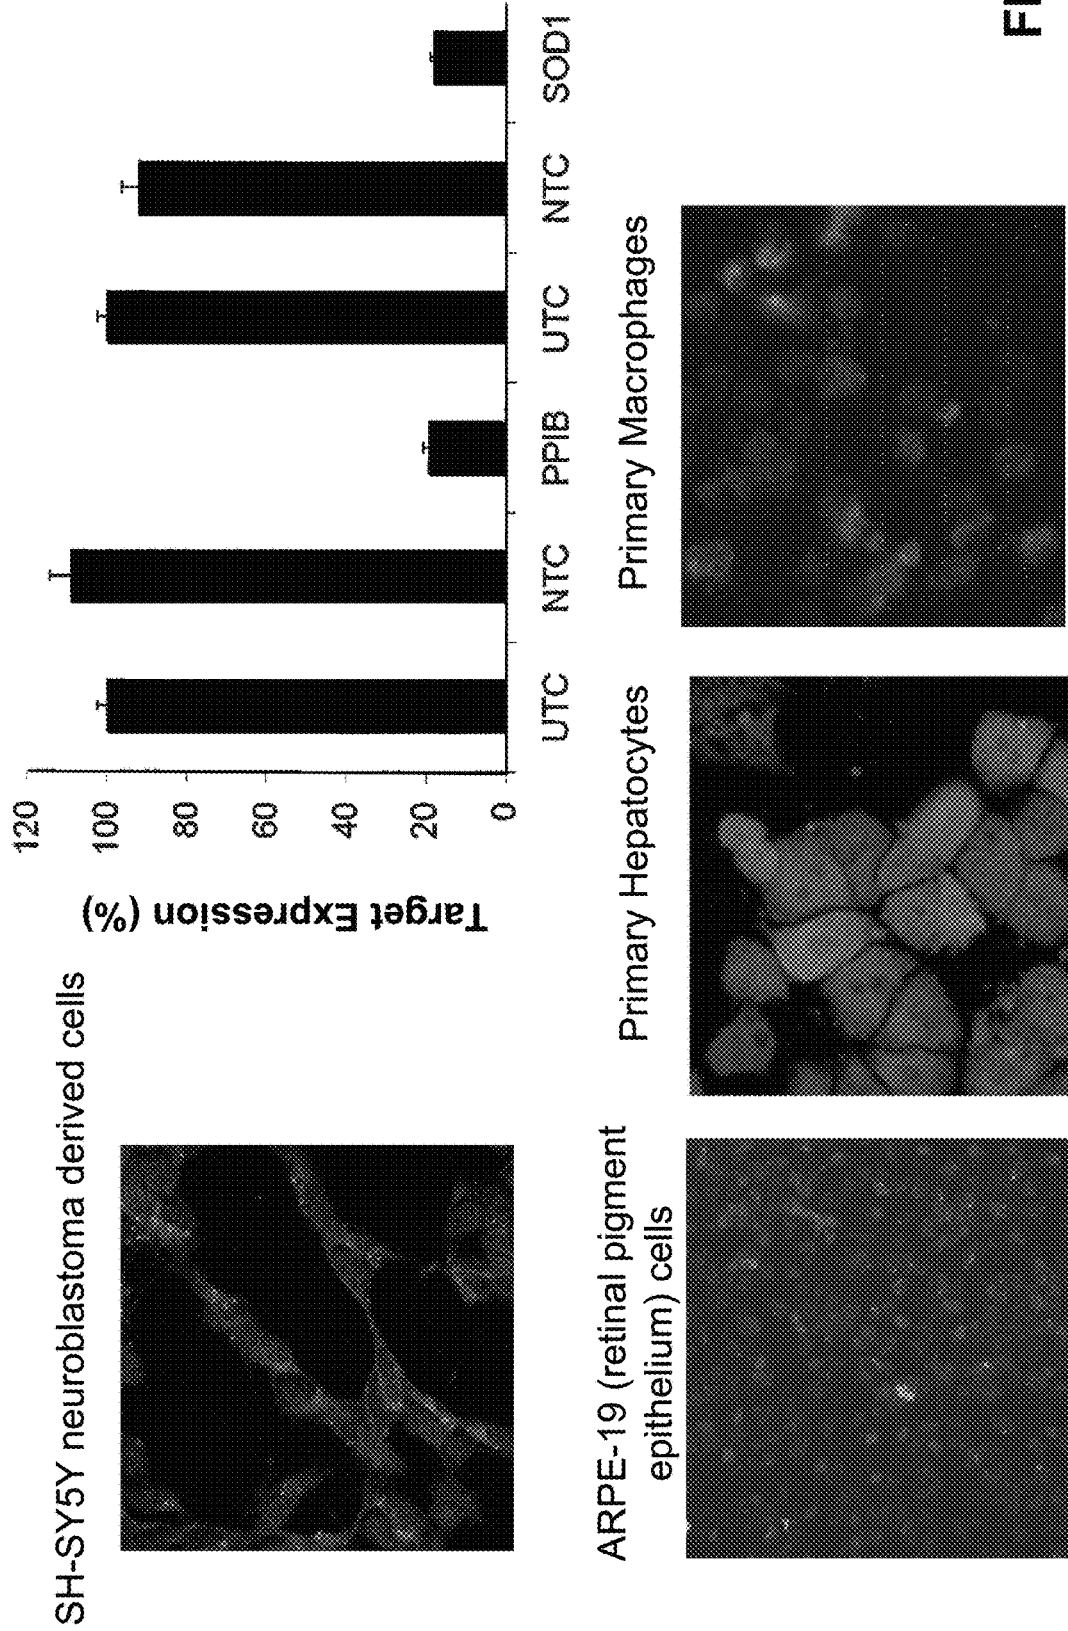 SH-SY5Y neuroblastoma derived cells
Target Expression (%)
120
100
80
60
40
20
0
UTC NTC PPIB UTC NTC SOD1
ARPE-19 (retinal pigment
epithelium) cells
Primary Hepatocytes
Primary Macrophages